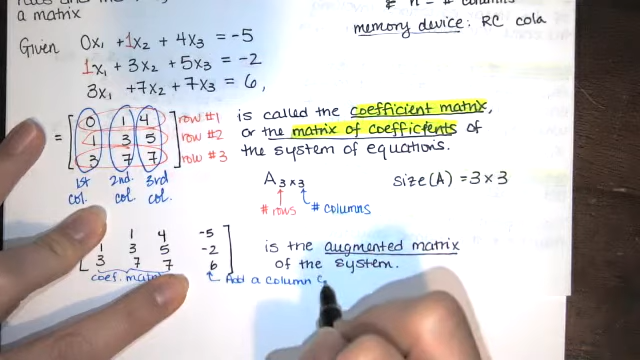 a matrix
# columns
memory device: RC cola
Given 0x₁ + 1x₂ + 4x₃ = -5
1x₁ + 3x₂ + 5x₃ = -2
3x₁ + 7x₂ + 7x₃ = 6,
= [ 0 1 4 ] row #1 is called the coefficient matrix,
1 3 5 row #2 or the matrix of coefficients of
3 7 7 row #3 the system of equations.
1st col. 2nd col. 3rd col.
A 3×3 size(A) = 3×3
# rows # columns
1 4 -5
1 3 5 -2 is the augmented matrix
3 7 7 6 of the system.
coef. Add a column